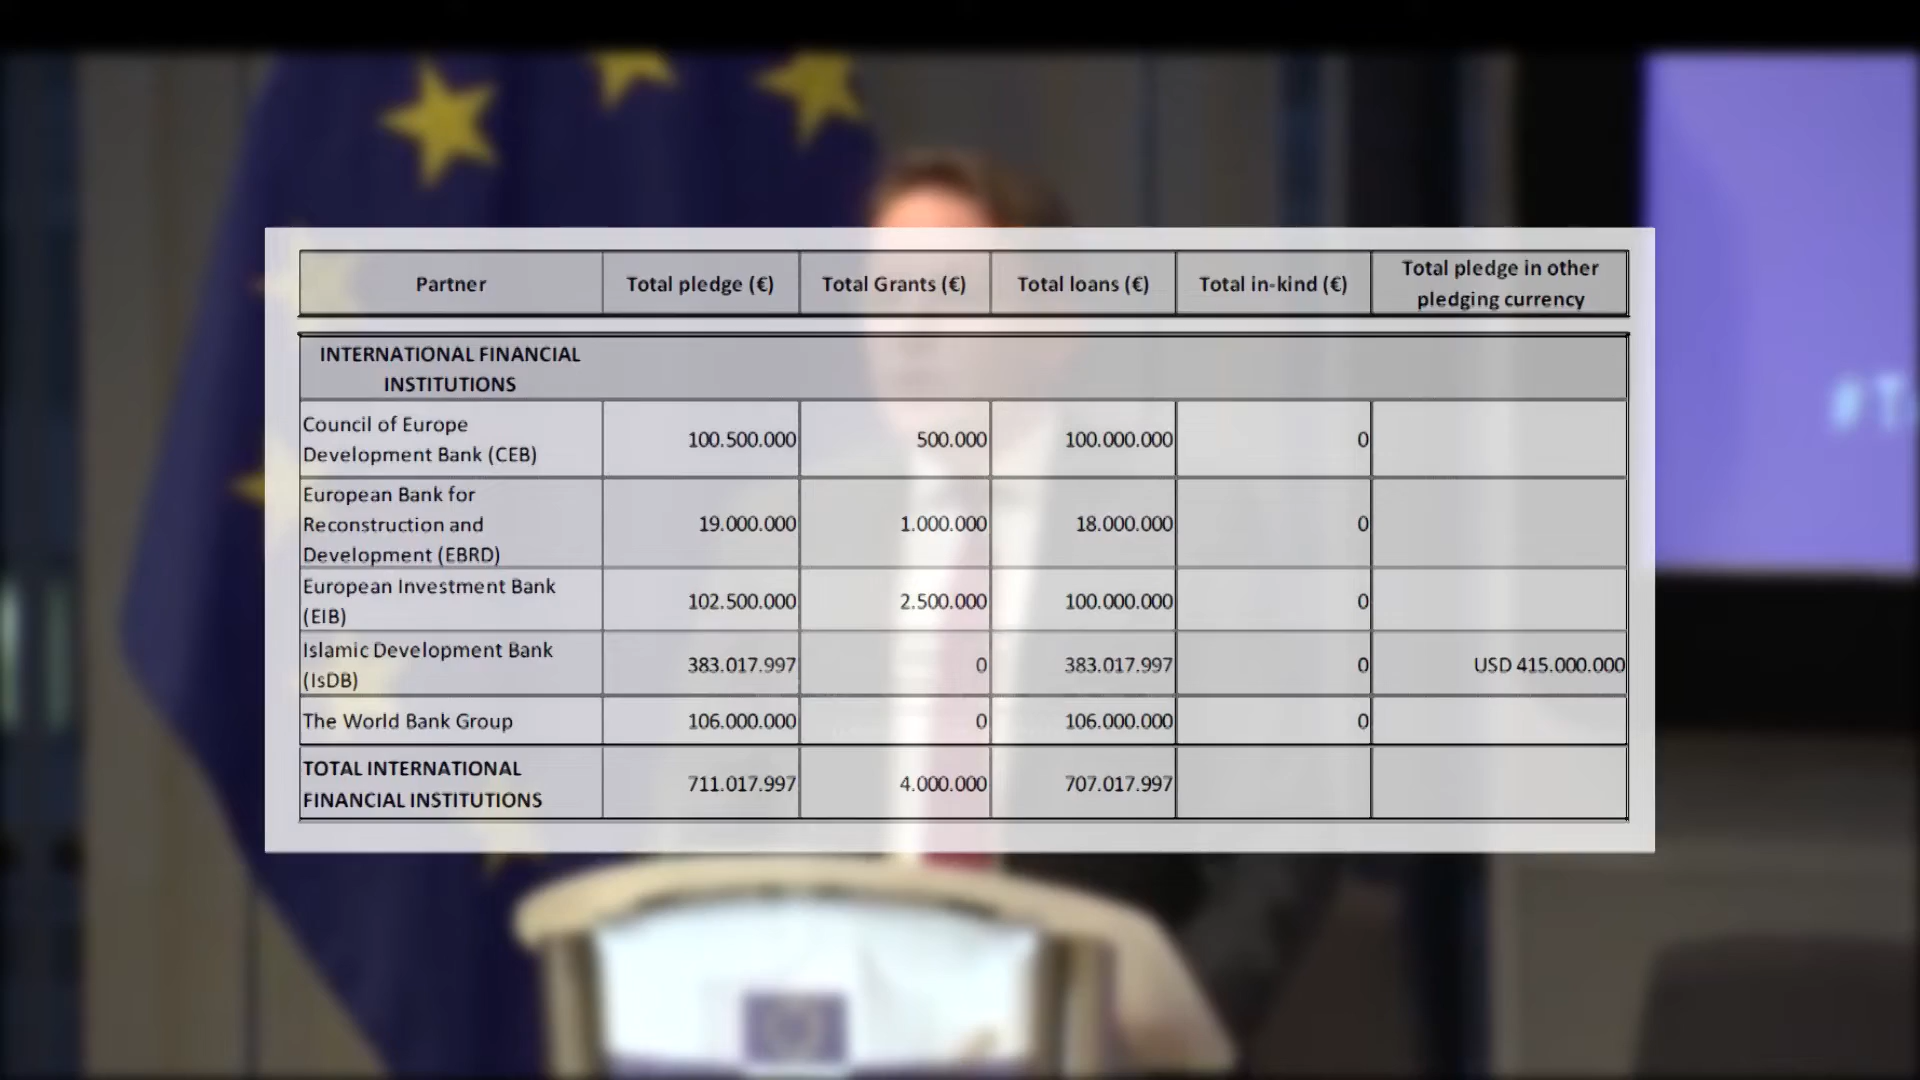 Partner
Total pledge (€)
Total Grants (€)
Total loans (€)
Total in-kind (€)
Total pledge in other
pledging currency
INTERNATIONAL FINANCIAL
INSTITUTIONS
Council of Europe
Development Bank (CEB)
100.500.000
500.000
100.000.000
0
European Bank for
Reconstruction and
Development (EBRD)
19.000.000
1.000.000
18.000.000
0
European Investment Bank
(EIB)
102.500.000
2.500.000
100.000.000
0
Islamic Development Bank
(IsDB)
383.017.997
0
383.017.997
0
USD 415.000.000
The World Bank Group
106.000.000
0
106.000.000
0
TOTAL INTERNATIONAL
FINANCIAL INSTITUTIONS
711.017.997
4.000.000
707.017.997